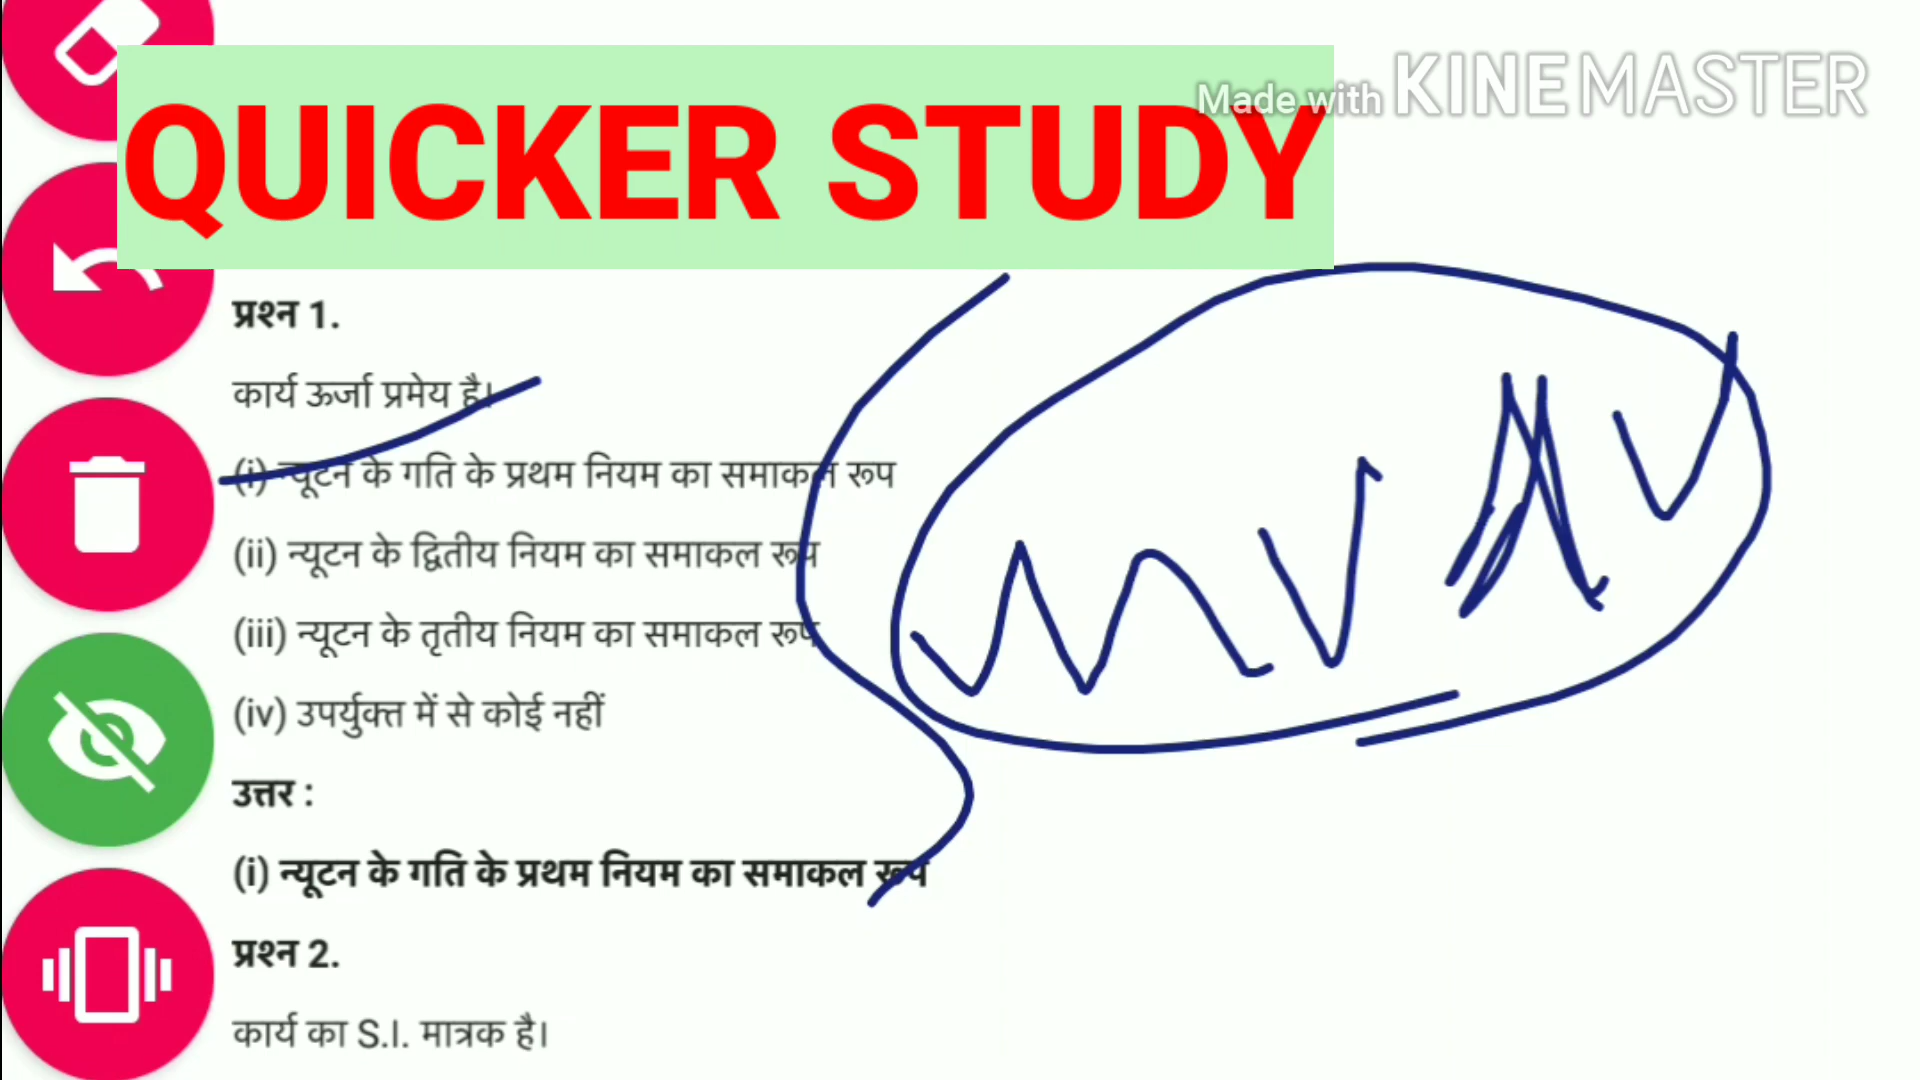 Made with KINEMASTER
QUICKER STUDY
प्रश्न 1.
कार्य ऊर्जा प्रमेय है।
(i) न्यूटन के गति के प्रथम नियम का समाकल रूप
(ii) न्यूटन के द्वितीय नियम का समाकल रूप
(iii) न्यूटन के तृतीय नियम का समाकल रूप
(iv) उपर्युक्त में से कोई नहीं
उत्तर :
(i) न्यूटन के गति के प्रथम नियम का समाकल रूप
प्रश्न 2.
कार्य का S.I. मात्रक है।